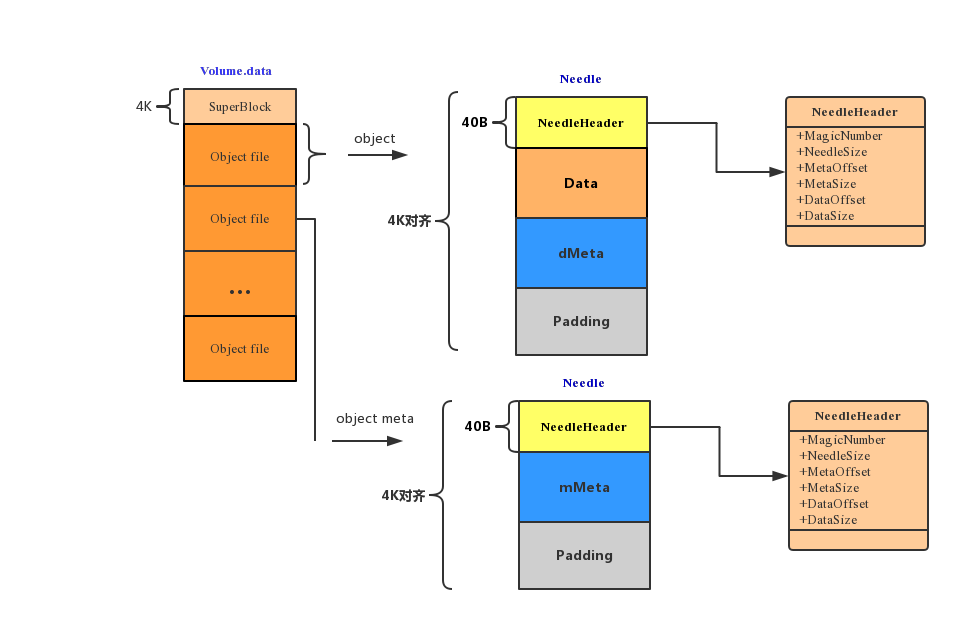 Volume.data
4K
SuperBlock
Object file
Object file
...
Object file
object
object meta
Needle
40B
NeedleHeader
Data
4K对齐
dMeta
Padding
NeedleHeader
+MagicNumber
+NeedleSize
+MetaOffset
+MetaSize
+DataOffset
+DataSize
Needle
40B
NeedleHeader
mMeta
4K对齐
Padding
NeedleHeader
+MagicNumber
+NeedleSize
+MetaOffset
+MetaSize
+DataOffset
+DataSize